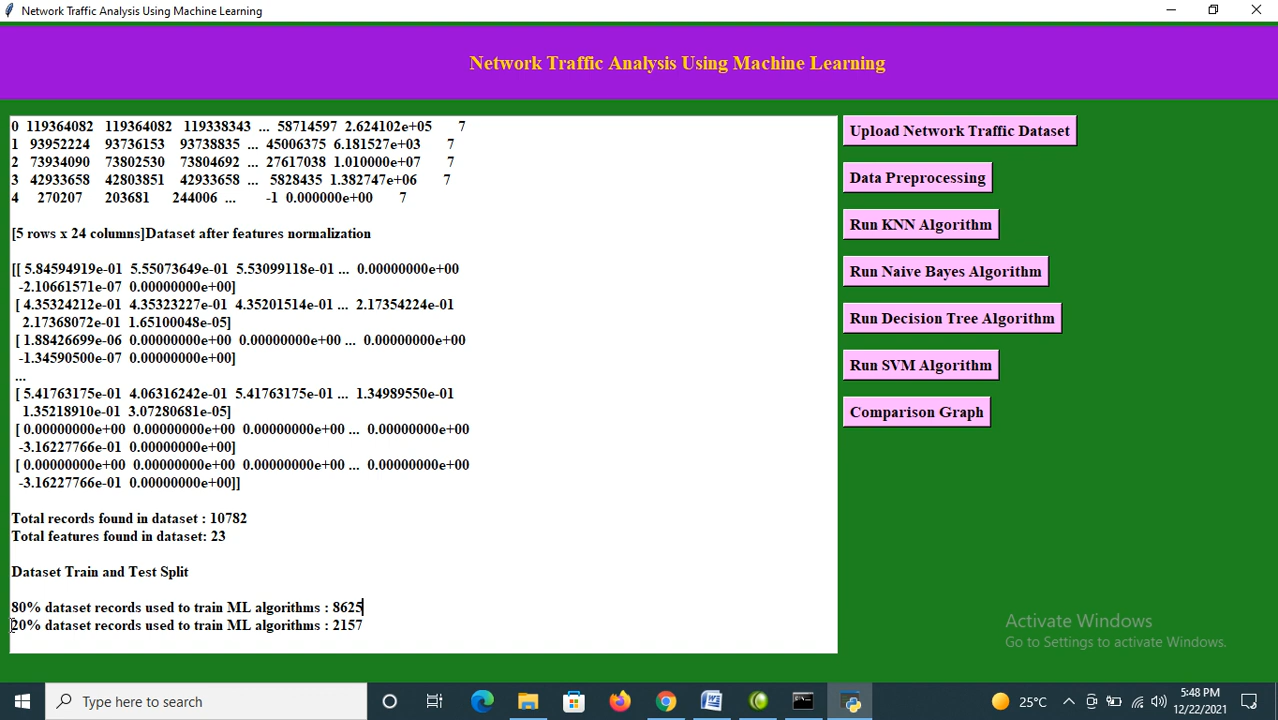 Network Traffic Analysis Using Machine Learning
Network Traffic Analysis Using Machine Learning
0 119364082 119364082 119338343 ... 58714597 2.624102e+05 7
1 93952224 93736153 93738835 ... 45006375 6.181527e+03 7
2 73934090 73802530 73804692 ... 27617038 1.010000e+07 7
3 42933658 42803851 42933658 ... 5828435 1.382747e+06 7
4 270207 203681 244006 ... -1 0.000000e+00 7
[5 rows x 24 columns]Dataset after features normalization
[[ 5.84594919e-01 5.55073649e-01 5.53099118e-01 ... 0.00000000e+00
-2.10661571e-07 0.00000000e+00]
[ 4.35324212e-01 4.35323227e-01 4.35201514e-01 ... 2.17354224e-01
2.17368072e-01 1.65100048e-05]
[ 1.88426699e-06 0.00000000e+00 0.00000000e+00 ... 0.00000000e+00
-1.34590500e-07 0.00000000e+00]
...
[ 5.41763175e-01 4.06316242e-01 5.41763175e-01 ... 1.34989550e-01
1.35218910e-01 3.07280681e-05]
[ 0.00000000e+00 0.00000000e+00 0.00000000e+00 ... 0.00000000e+00
-3.16227766e-01 0.00000000e+00]
[ 0.00000000e+00 0.00000000e+00 0.00000000e+00 ... 0.00000000e+00
-3.16227766e-01 0.00000000e+00]]
Total records found in dataset : 10782
Total features found in dataset: 23
Dataset Train and Test Split
80% dataset records used to train ML algorithms : 8625
20% dataset records used to train ML algorithms : 2157
Upload Network Traffic Dataset
Data Preprocessing
Run KNN Algorithm
Run Naive Bayes Algorithm
Run Decision Tree Algorithm
Run SVM Algorithm
Comparison Graph
Activate Windows
Go to Settings to activate Windows.
Type here to search
25°C
5:48 PM
12/22/2021